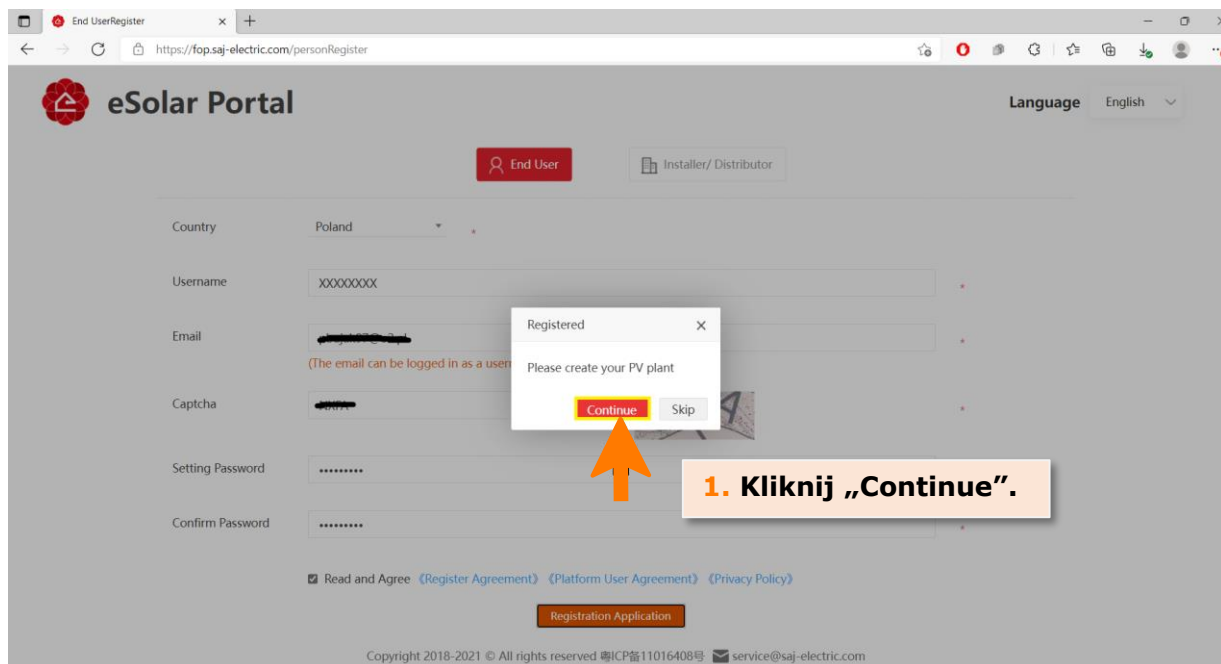 End UserRegister
https://fop.saj-electric.com/personRegister
eSolar Portal
Language English
End User
Installer/ Distributor
Country Poland *
Username XXXXXXXX *
Email *
(The email can be logged in as a
Registered
Please create your PV plant
Continue Skip
Captcha *
Setting Password •••••••••
1. Kliknij „Continue”.
Confirm Password ••••••••• *
Read and Agree 《Register Agreement》 《Platform User Agreement》 《Privacy Policy》
Registration Application
Copyright 2018-2021 © All rights reserved 粤ICP备11016408号 service@saj-electric.com